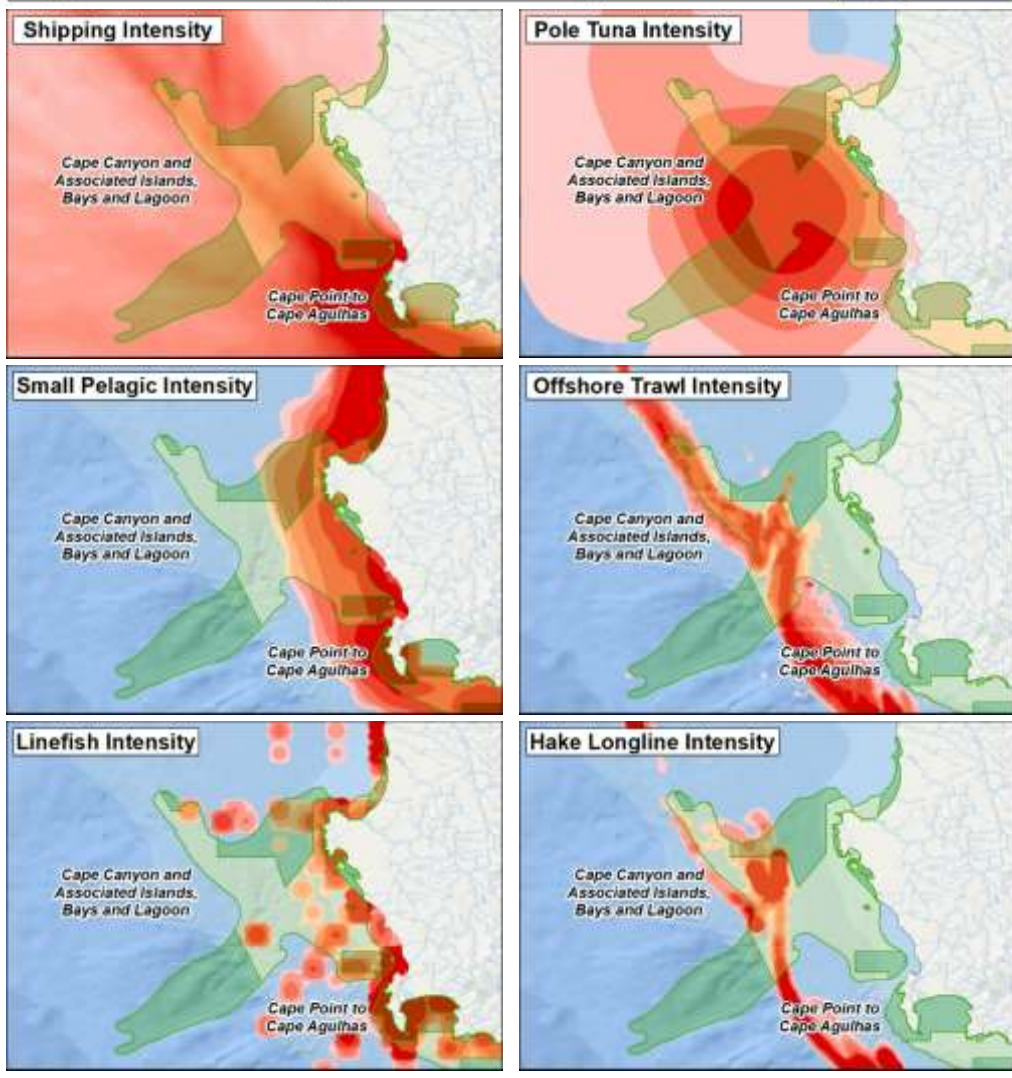 Shipping Intensity
Cape Canyon and
Associated Islands,
Bays and Lagoon
Cape Point to
Cape Agulhas
Pole Tuna Intensity
Cape Canyon and
Associated Islands,
Bays and Lagoon
Cape Point to
Cape Agulhas
Small Pelagic Intensity
Cape Canyon and
Associated Islands,
Bays and Lagoon
Cape Point to
Cape Agulhas
Offshore Trawl Intensity
Cape Canyon and
Associated Islands,
Bays and Lagoon
Cape Point to
Cape Agulhas
Linefish Intensity
Cape Canyon and
Associated Islands,
Bays and Lagoon
Cape Point to
Cape Agulhas
Hake Longline Intensity
Cape Canyon and
Associated Islands,
Bays and Lagoon
Cape Point to
Cape Agulhas